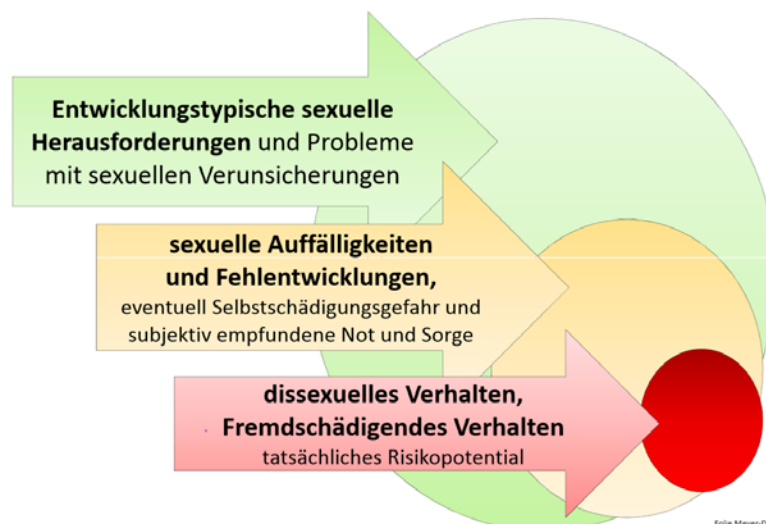 Entwicklungstypische sexuelle
Herausforderungen und Probleme
mit sexuellen Verunsicherungen
sexuelle Auffälligkeiten
und Fehlentwicklungen,
eventuell Selbstschädigungsgefahr und
subjektiv empfundene Not und Sorge
dissexuelles Verhalten,
Fremdschädigendes Verhalten
tatsächliches Risikopotential